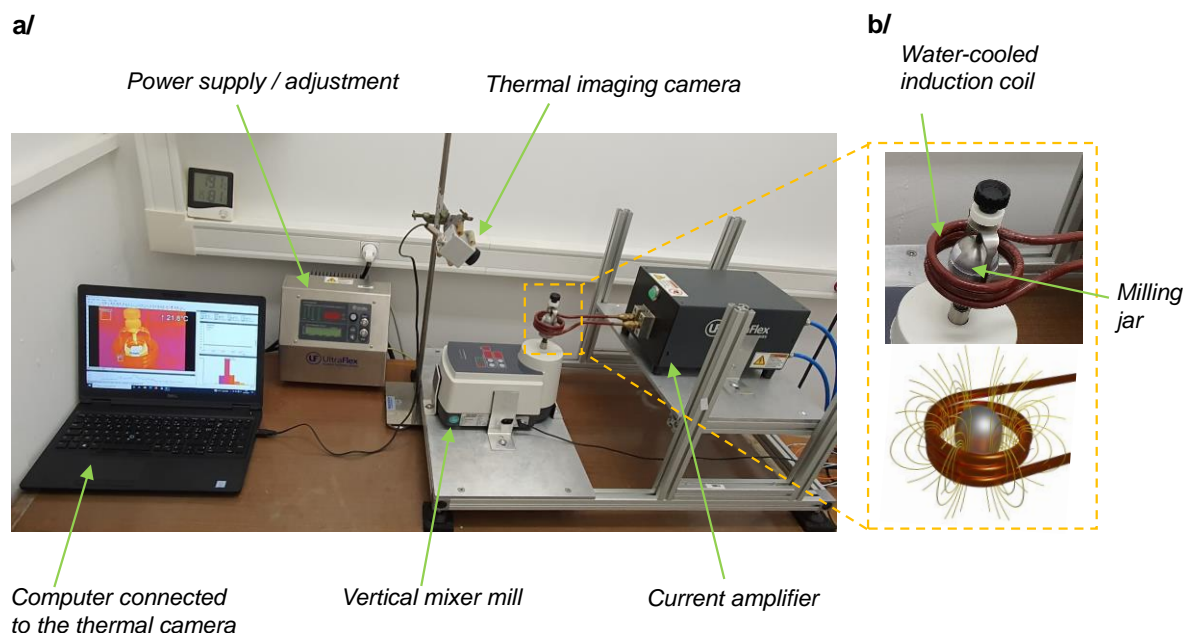 a/
b/
Power supply / adjustment
Thermal imaging camera
Water-cooled
induction coil
UltraFlex
UltraFlex
Milling
jar
Computer connected
to the thermal camera
Vertical mixer mill
Current amplifier